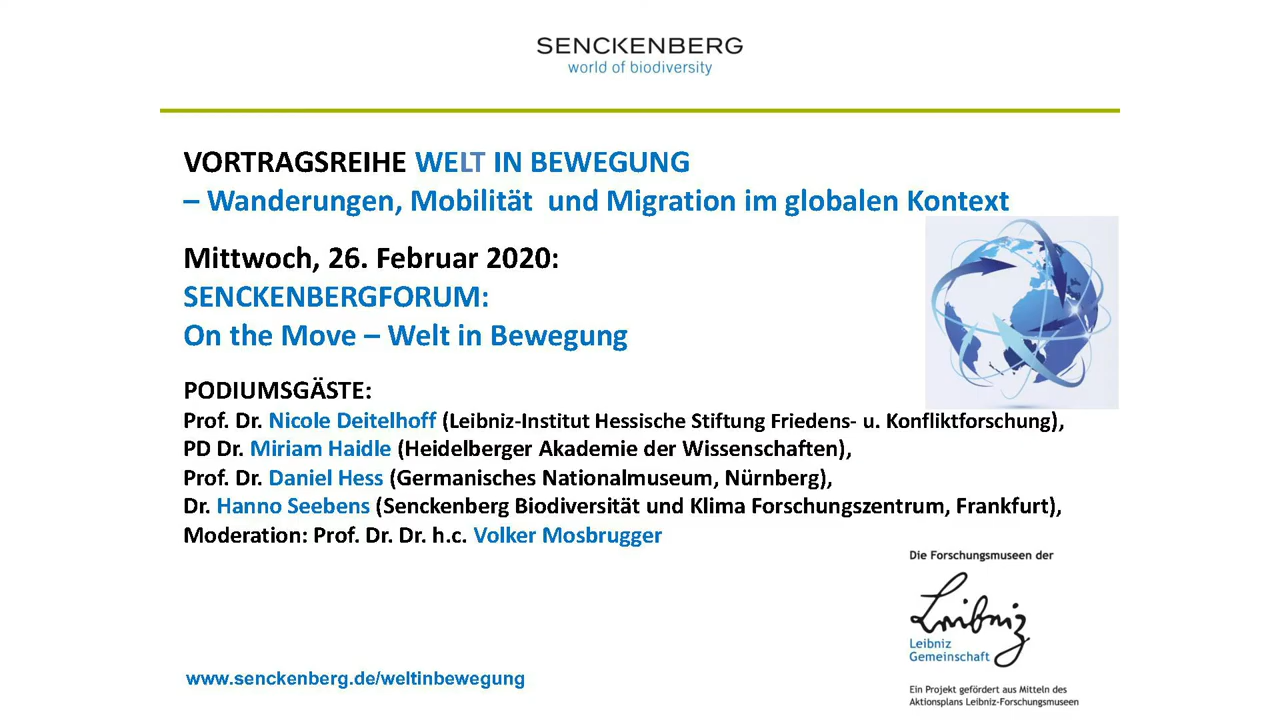 SENCKENBERG
world of biodiversity
VORTRAGSREIHE WELT IN BEWEGUNG
– Wanderungen, Mobilität und Migration im globalen Kontext
Mittwoch, 26. Februar 2020:
SENCKENBERGFORUM:
On the Move – Welt in Bewegung
PODIUMSGÄSTE:
Prof. Dr. Nicole Deitelhoff (Leibniz-Institut Hessische Stiftung Friedens- u. Konfliktforschung),
PD Dr. Miriam Haidle (Heidelberger Akademie der Wissenschaften),
Prof. Dr. Daniel Hess (Germanisches Nationalmuseum, Nürnberg),
Dr. Hanno Seebens (Senckenberg Biodiversität und Klima Forschungszentrum, Frankfurt),
Moderation: Prof. Dr. Dr. h.c. Volker Mosbrugger
Die Forschungsmuseen der
Leibniz
Leibniz
Gemeinschaft
www.senckenberg.de/weltinbewegung
Ein Projekt gefördert aus Mitteln des
Aktionsplans Leibniz-Forschungsmuseen